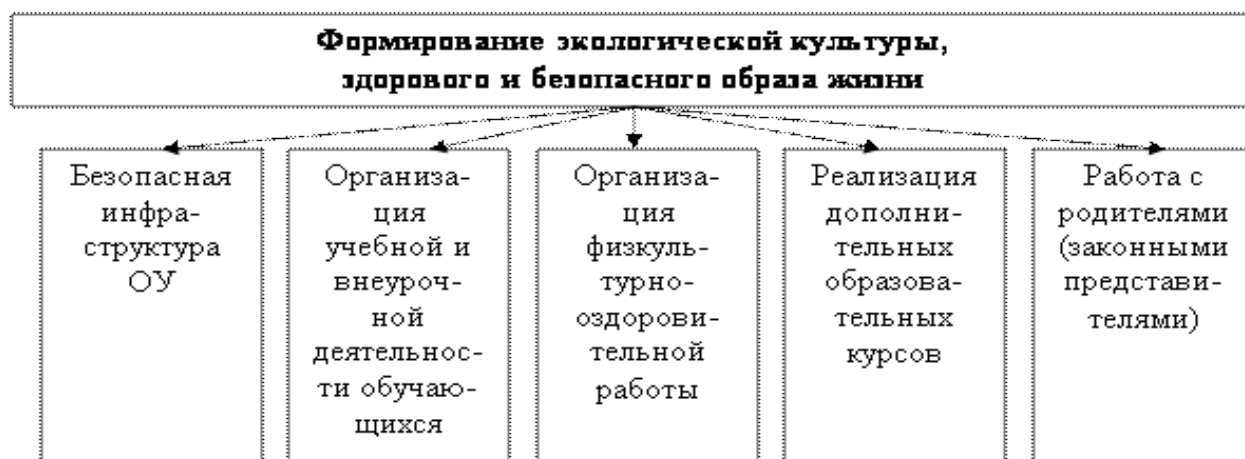 Формирование экологической культуры,
здорового и безопасного образа жизни
Безопасная
инфра-
структура
ОУ
Организа-
ция
учебной и
внеуроч-
ной
деятельнос-
ти обучаю-
щихся
Организа-
ция
физкуль-
турно-
оздорови-
тельной
работы
Реализация
дополни-
тельных
образова-
тельных
курсов
Работа с
родителями
(законными
представи-
телями)